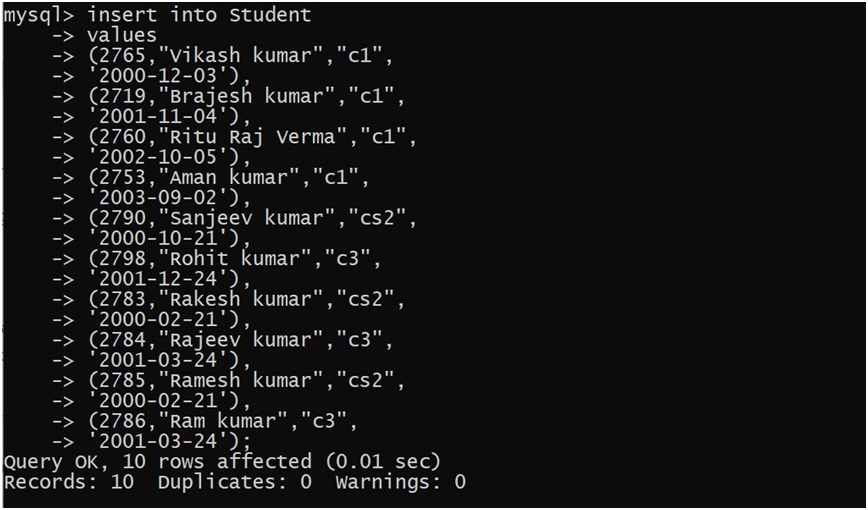 mysql> insert into Student
-> values
-> (2765,"Vikash kumar","c1",
-> '2000-12-03'),
-> (2719,"Brajesh kumar","c1",
-> '2001-11-04'),
-> (2760,"Ritu Raj Verma","c1",
-> '2002-10-05'),
-> (2753,"Aman kumar","c1",
-> '2003-09-02'),
-> (2790,"Sanjeev kumar","cs2",
-> '2000-10-21'),
-> (2798,"Rohit kumar","c3",
-> '2001-12-24'),
-> (2783,"Rakesh kumar","cs2",
-> '2000-02-21'),
-> (2784,"Rajeev kumar","c3",
-> '2001-03-24'),
-> (2785,"Ramesh kumar","cs2",
-> '2000-02-21'),
-> (2786,"Ram kumar","c3",
-> '2001-03-24');
Query OK, 10 rows affected (0.01 sec)
Records: 10  Duplicates: 0  Warnings: 0